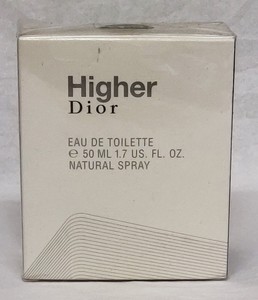 Higher
Dior
EAU DE TOILETTE
℮ 50 ML 1.7 US. FL. OZ.
NATURAL SPRAY